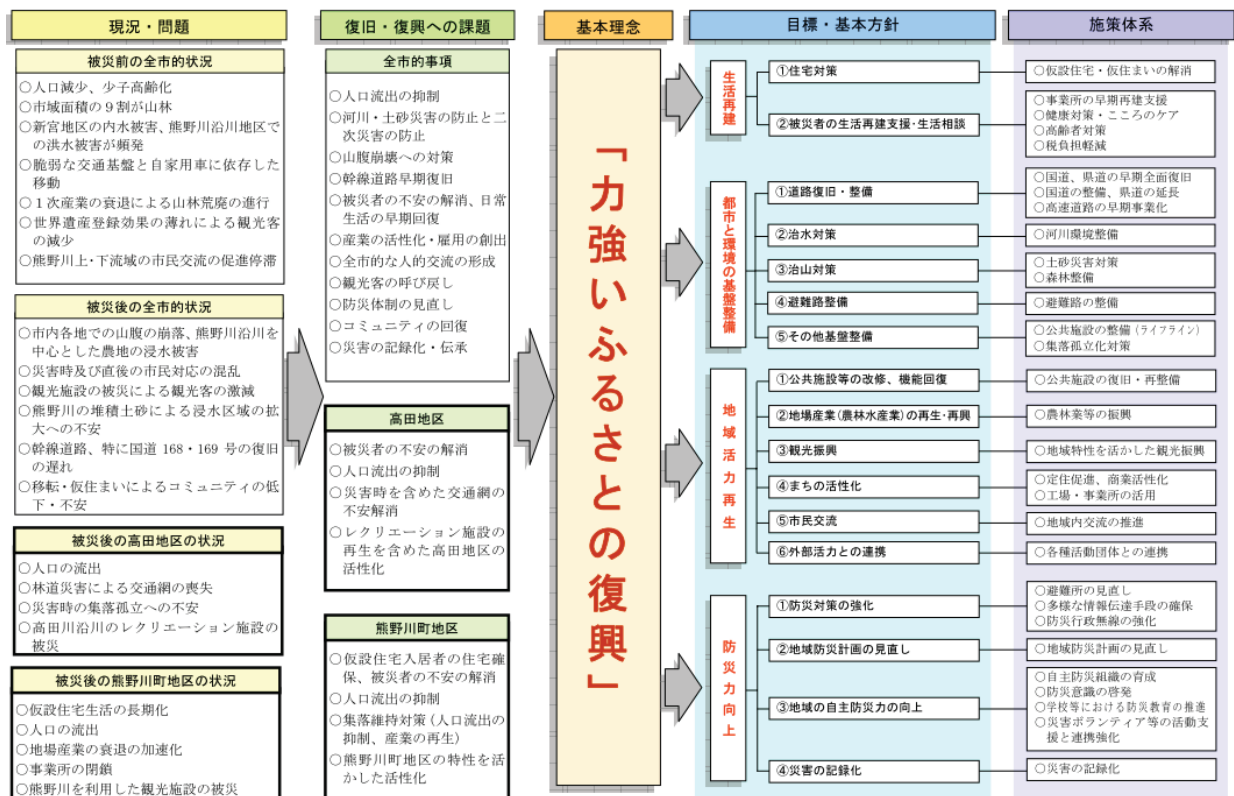 現況・問題
被災前の全市的状況
○人口減少、少子高齢化
○市域面積の９割が山林
○新宮地区の内水被害、熊野川沿川地区で
の洪水被害が頻発
○脆弱な交通基盤と自家用車に依存した
移動
○１次産業の衰退による山林荒廃の進行
○世界遺産登録効果の薄れによる観光客
の減少
○熊野川上・下流域の市民交流の促進停滞
被災後の全市的状況
○市内各地での山腹の崩落、熊野川沿川を
中心とした農地の浸水被害
○災害時及び直後の市民対応の混乱
○観光施設の被災による観光客の激減
○熊野川の堆積土砂による浸水区域の拡
大への不安
○幹線道路、特に国道 168・169 号の復旧
の遅れ
○移転・仮住まいによるコミュニティの低
下・不安
被災後の高田地区の状況
○人口の流出
○林道災害による交通網の喪失
○災害時の集落孤立への不安
○高田川沿川のレクリエーション施設の
被災
被災後の熊野川町地区の状況
○仮設住宅生活の長期化
○人口の流出
○地場産業の衰退の加速化
○事業所の閉鎖
○熊野川を利用した観光施設の被災
復旧・復興への課題
全市的事項
○人口流出の抑制
○河川・土砂災害の防止と二
次災害の防止
○山腹崩壊への対策
○幹線道路早期復旧
○被災者の不安の解消、日常
生活の早期回復
○産業の活性化・雇用の創出
○全市的な人的交流の形成
○観光客の呼び戻し
○防災体制の見直し
○コミュニティの回復
○災害の記録化・伝承
高田地区
○被災者の不安の解消
○人口流出の抑制
○災害時を含めた交通網の
不安解消
○レクリエーション施設の
再生を含めた高田地区の
活性化
熊野川町地区
○仮設住宅入居者の住宅確
保、被災者の不安の解消
○人口流出の抑制
○集落維持対策（人口流出の
抑制、産業の再生）
○熊野川町地区の特性を活
かした活性化
基本理念
「力強いふるさとの復興」
目標・基本方針
生活再建
①住宅対策
②被災者の生活再建支援・生活相談
都市と環境の基盤整備
①道路復旧・整備
②治水対策
③治山対策
④避難路整備
⑤その他基盤整備
地域活力再生
①公共施設等の改修、機能回復
②地場産業（農林水産業）の再生・再興
③観光振興
④まちの活性化
⑤市民交流
⑥外部活力との連携
防災力向上
①防災対策の強化
②地域防災計画の見直し
③地域の自主防災力の向上
④災害の記録化
施策体系
○仮設住宅・仮住まいの解消
○事業所の早期再建支援
○健康対策・こころのケア
○高齢者対策
○税負担軽減
○国道、県道の早期全面復旧
○国道の整備、県道の延長
○高速道路の早期事業化
○河川環境整備
○土砂災害対策
○森林整備
○避難路の整備
○公共施設の整備（ライフライン）
○集落孤立化対策
○公共施設の復旧・再整備
○農林業等の振興
○地域特性を活かした観光振興
○定住促進、商業活性化
○工場・事業所の活用
○地域内交流の推進
○各種活動団体との連携
○避難所の見直し
○多様な情報伝達手段の確保
○防災行政無線の強化
○地域防災計画の見直し
○自主防災組織の育成
○防災意識の啓発
○学校等における防災教育の推進
○災害ボランティア等の活動支
援と連携強化
○災害の記録化